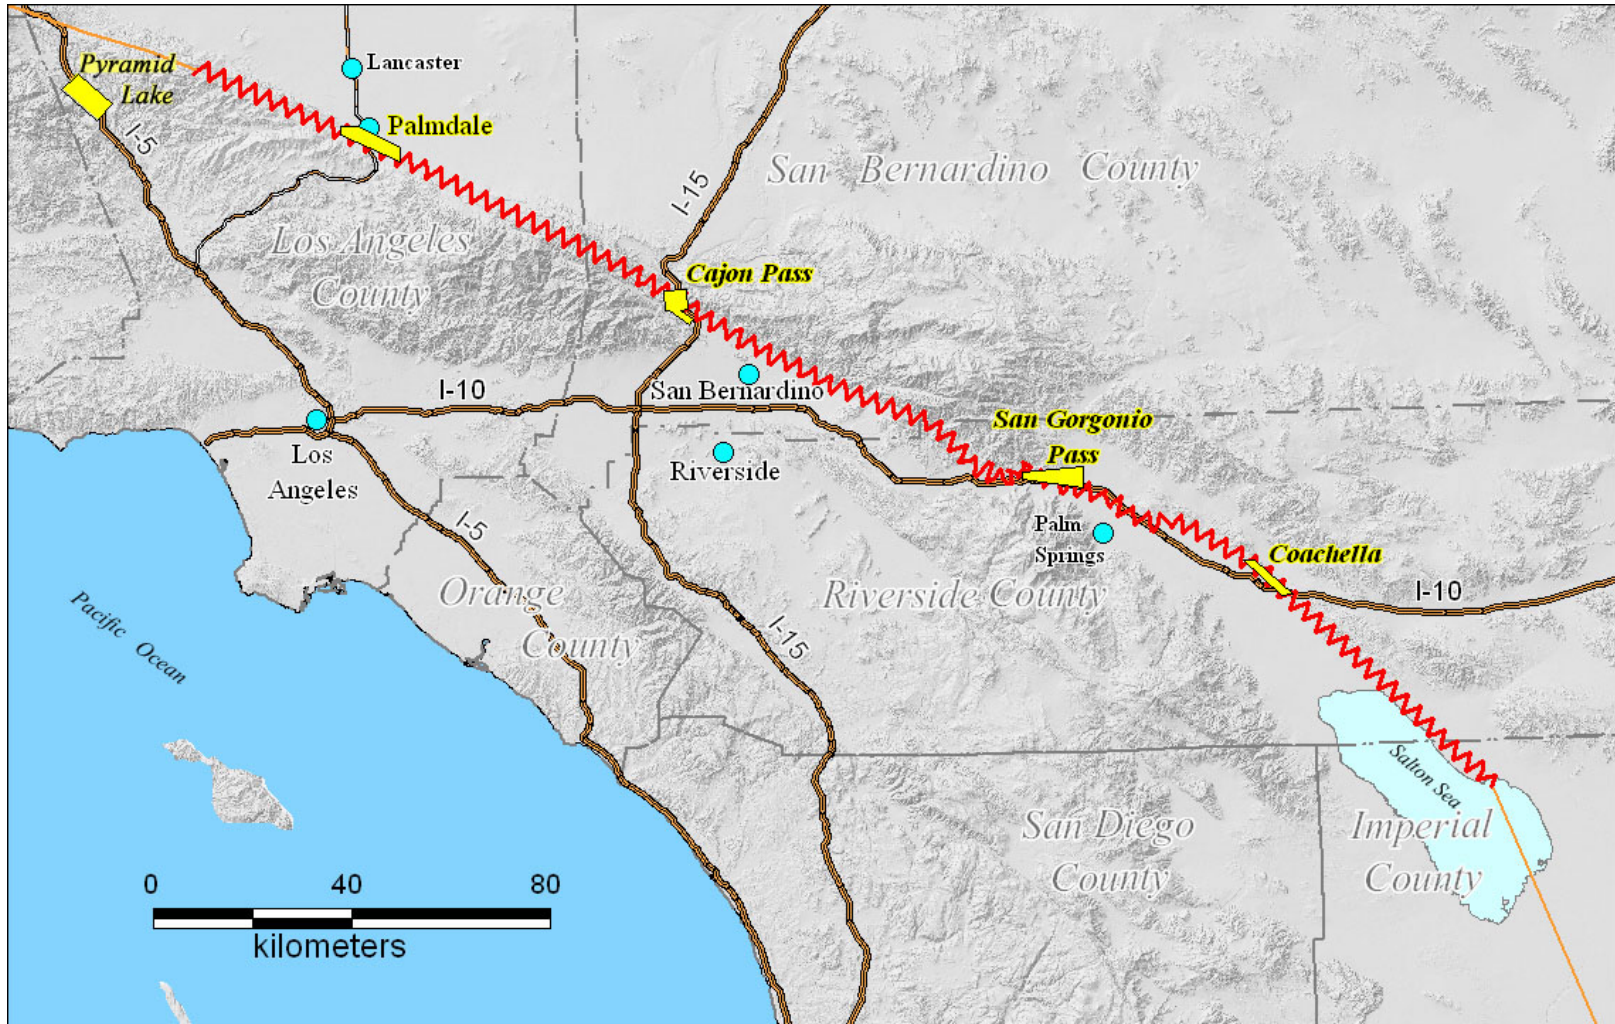 Pyramid
Lake
Lancaster
I-5
Palmdale
San Bernardino County
I-15
Los Angeles
County
Cajon Pass
I-10
San Bernardino
San Gorgonio
Pass
Los
Angeles
Riverside
I-5
Palm
Springs
Coachella
Orange
County
Riverside County
I-10
I-15
Pacific Ocean
Salton Sea
San Diego
County
Imperial
County
0 40 80
kilometers